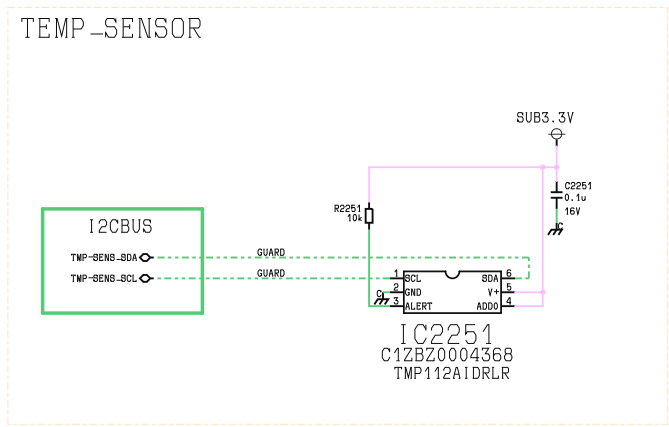 TEMP_SENSOR
SUB3.3V
C2251
0.1u
16V
C
R2251
10k
I2CBUS
TMP-SENS-SDA
GUARD
TMP-SENS-SCL
GUARD
1 SCL SDA 6
C 2 GND V+ 5
3 ALERT ADD0 4
IC2251
C1ZBZ0004368
TMP112AIDRLR